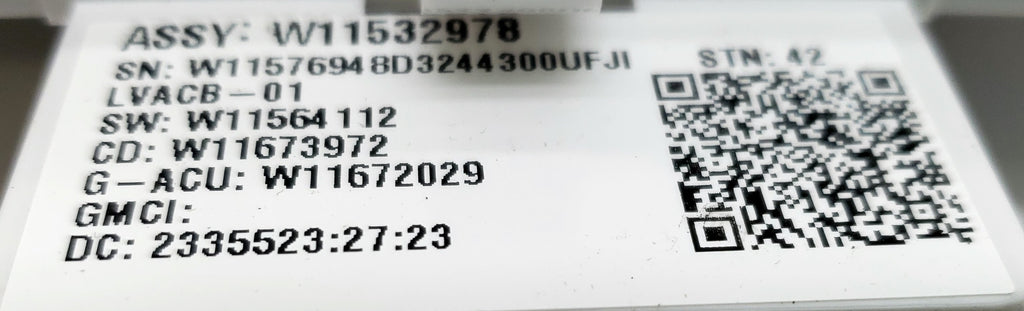 ASSY: W11532978
SN: W11576948D3244300UFJI
STN: 42
LVACB-01
SW: W11564112
CD: W11673972
G-ACU: W11672029
GMCI:
DC: 2335523:27:23